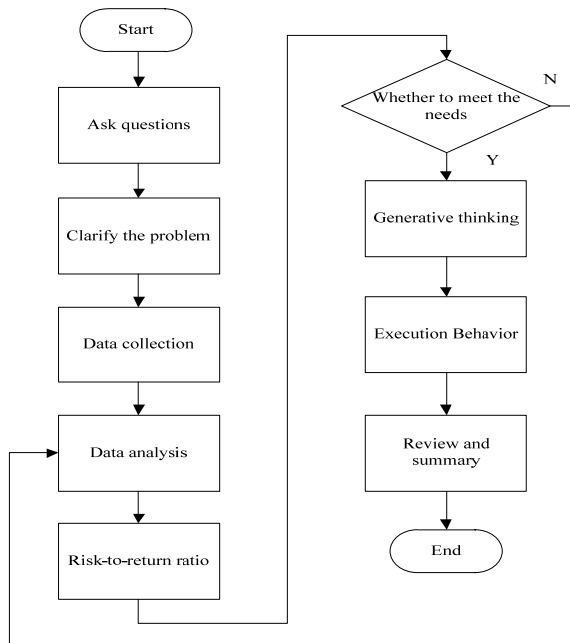 Start
Ask questions
Clarify the problem
Data collection
Data analysis
Risk-to-return ratio
Whether to meet the
needs
N
Y
Generative thinking
Execution Behavior
Review and
summary
End